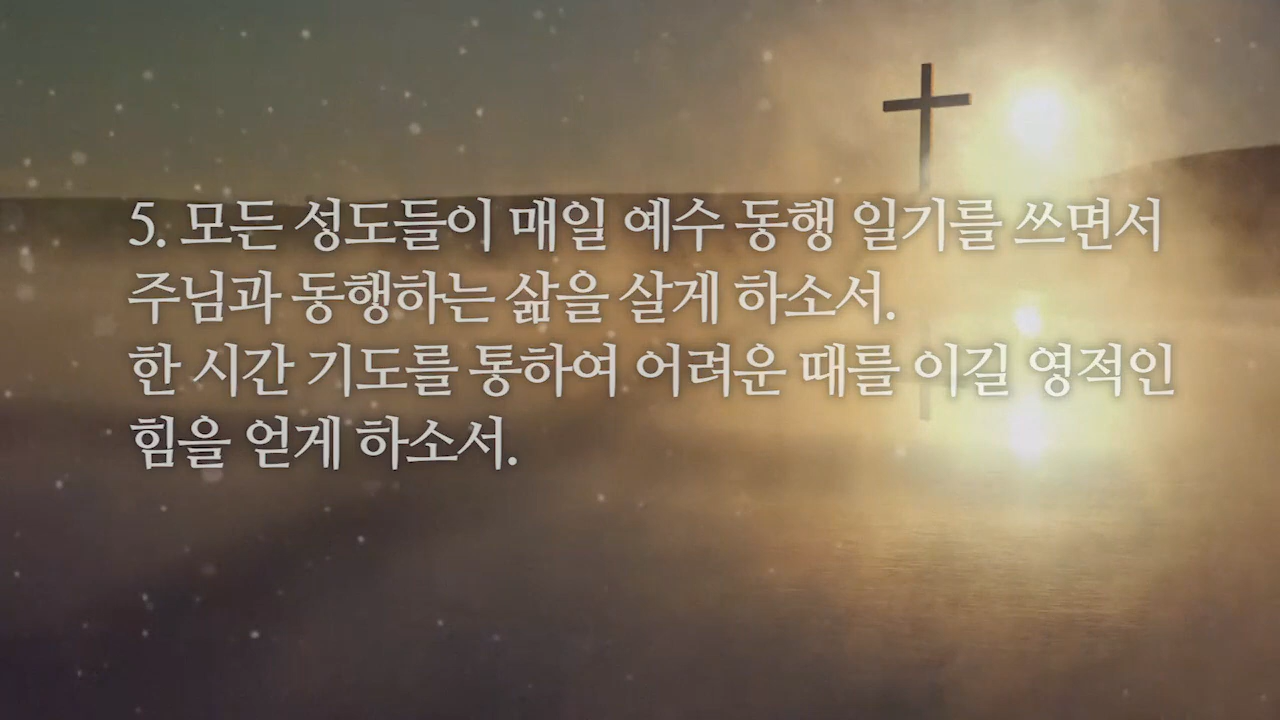 5. 모든 성도들이 매일 예수 동행 일기를 쓰면서
주님과 동행하는 삶을 살게 하소서.
한 시간 기도를 통하여 어려운 때를 이길 영적인
힘을 얻게 하소서.